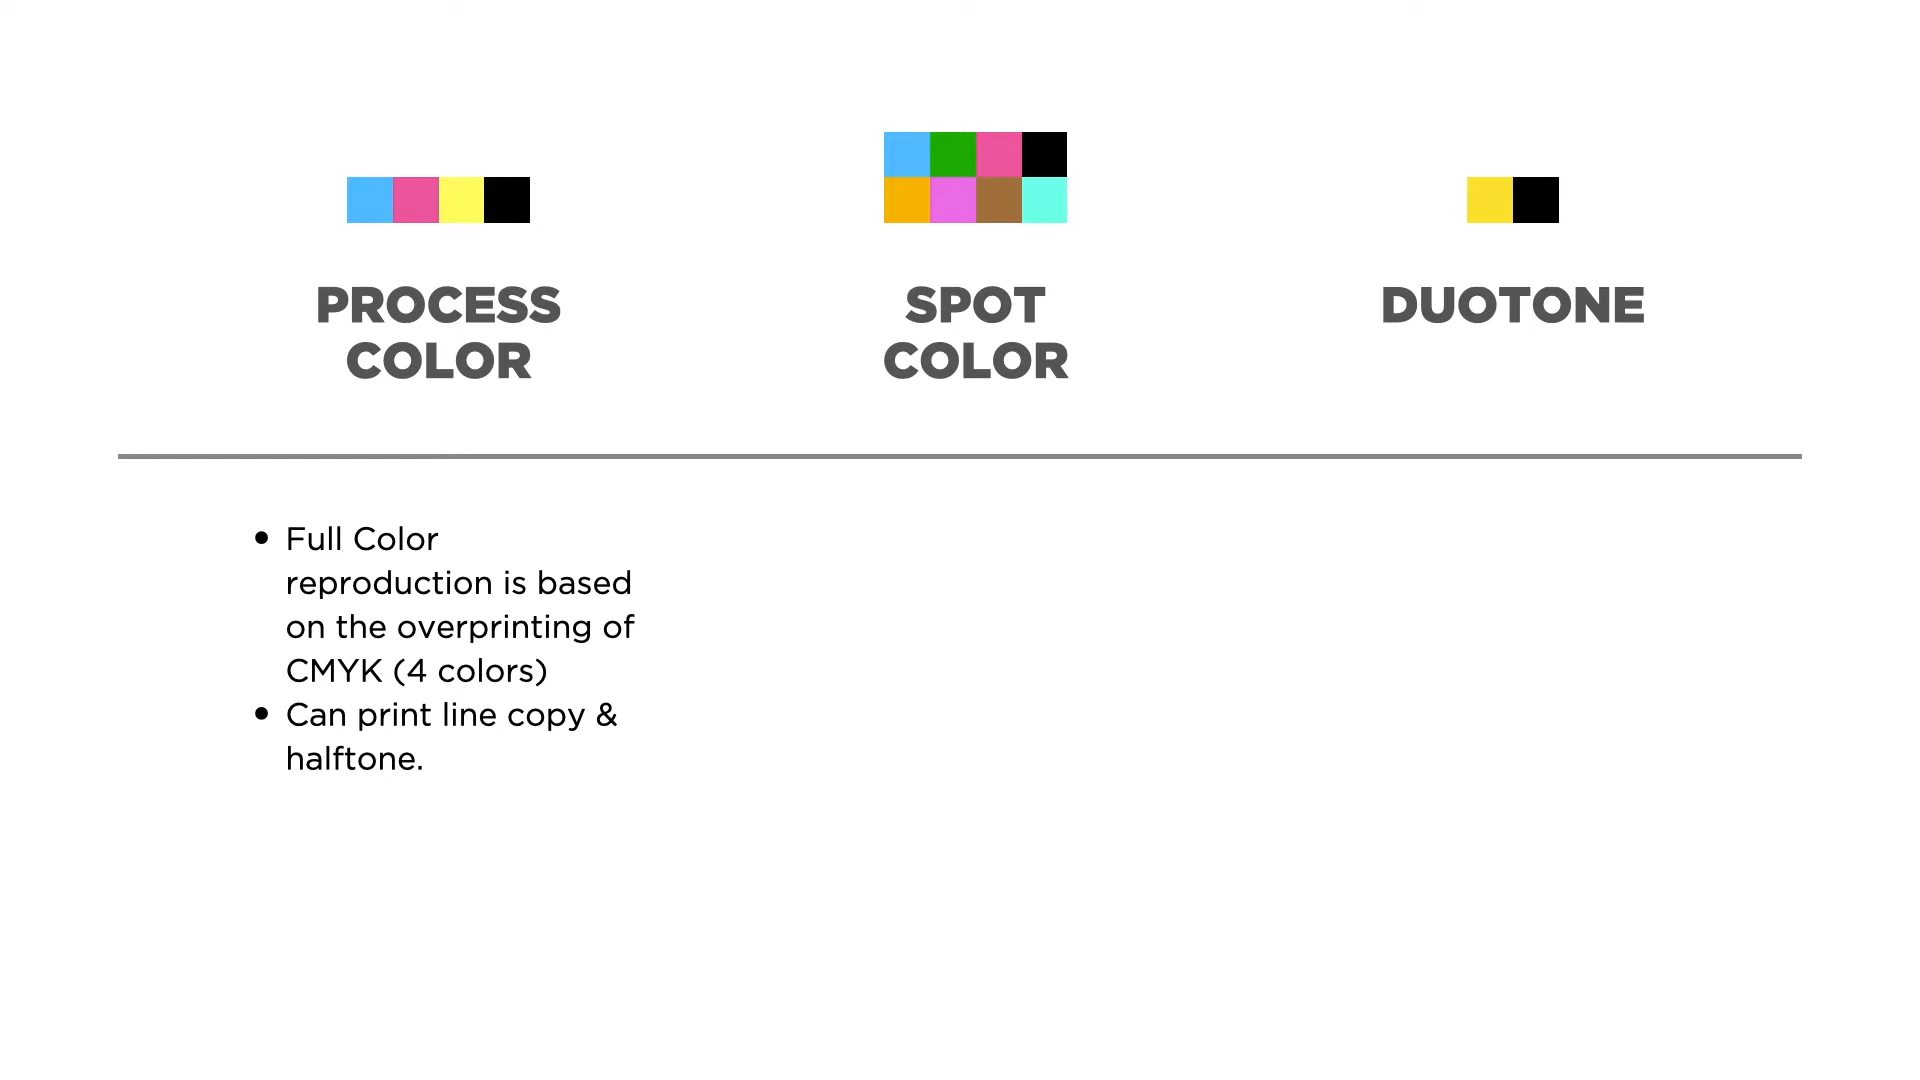 PROCESS
COLOR
SPOT
COLOR
DUOTONE
• Full Color
reproduction is based
on the overprinting of
CMYK (4 colors)
• Can print line copy &
halftone.